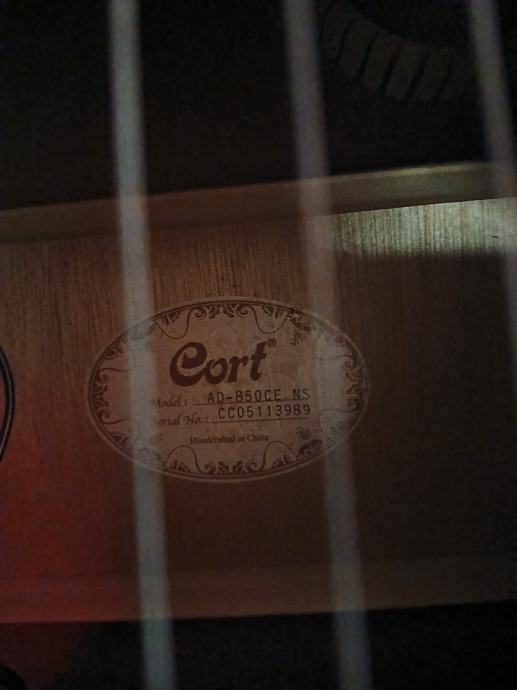 Cort®
Model: AD-850CE NS
Serial No.: CC05113989
Handcrafted in China